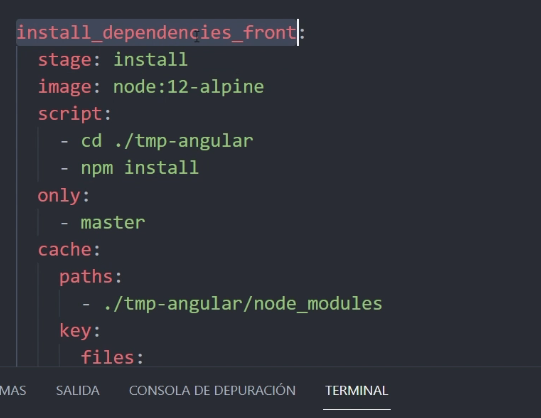 install_dependencies_front:
stage: install
image: node:12-alpine
script:
- cd ./tmp-angular
- npm install
only:
- master
cache:
paths:
- ./tmp-angular/node_modules
key:
files:
MAS SALIDA CONSOLA DE DEPURACIÓN TERMINAL